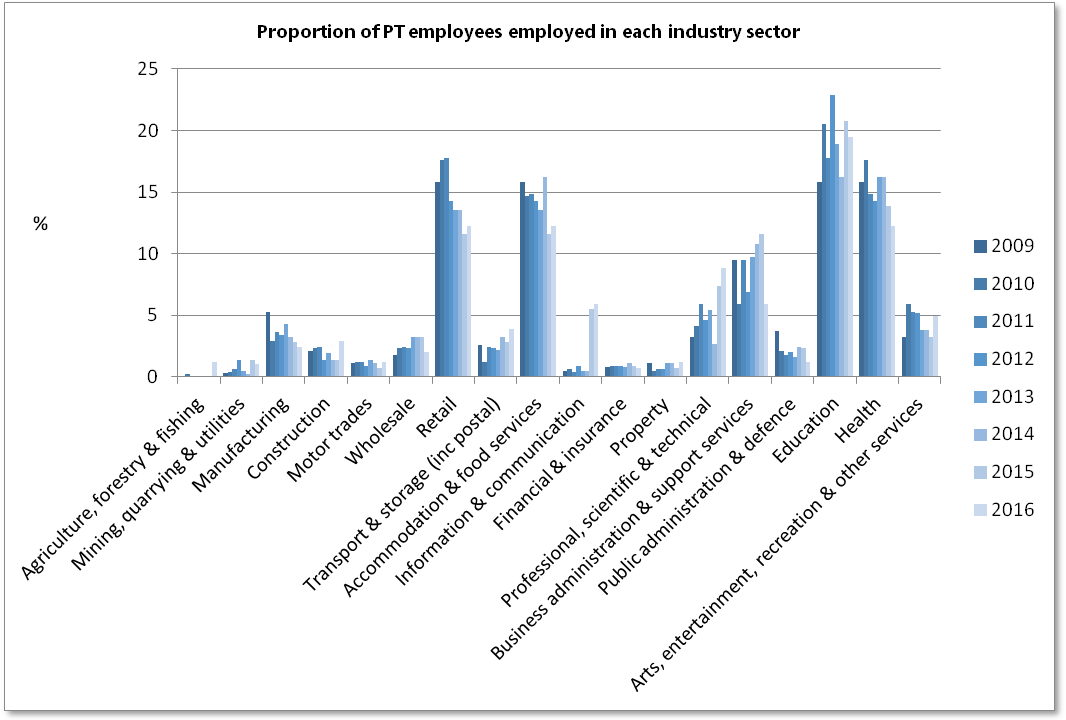 Proportion of PT employees employed in each industry sector
25
20
15
10
5
0
%
Agriculture, forestry & fishing
Mining, quarrying & utilities
Manufacturing
Construction
Motor trades
Wholesale
Retail
Transport & storage (inc postal)
Accommodation & food services
Information & communication
Financial & insurance
Property
Professional, scientific & technical
Business administration & support services
Public administration & defence
Education
Health
Arts, entertainment, recreation & other services
2009
2010
2011
2012
2013
2014
2015
2016